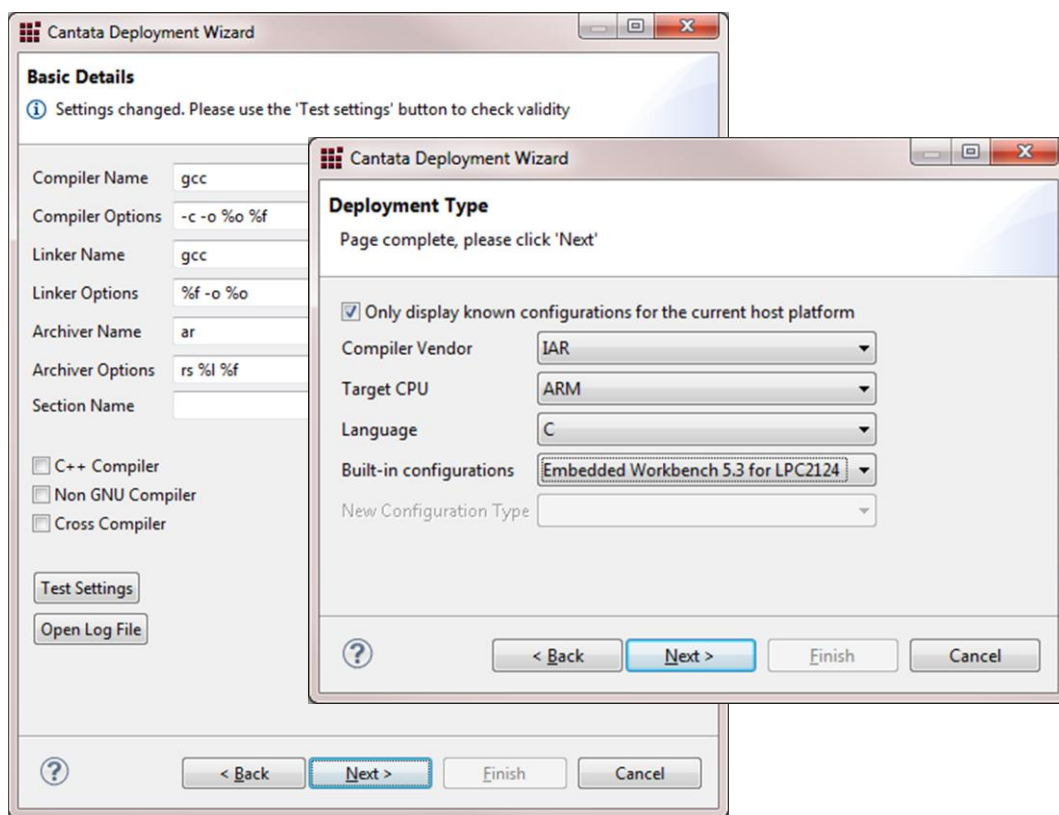 Cantata Deployment Wizard
Basic Details
Settings changed. Please use the 'Test settings' button to check validity
Compiler Name gcc
Compiler Options -c -o %o %f
Linker Name gcc
Linker Options %f -o %o
Archiver Name ar
Archiver Options rs %l %f
Section Name
C++ Compiler
Non GNU Compiler
Cross Compiler
Test Settings
Open Log File
< Back Next > Finish Cancel
Cantata Deployment Wizard
Deployment Type
Page complete, please click 'Next'
Only display known configurations for the current host platform
Compiler Vendor IAR
Target CPU ARM
Language C
Built-in configurations Embedded Workbench 5.3 for LPC2124
New Configuration Type
< Back Next > Finish Cancel